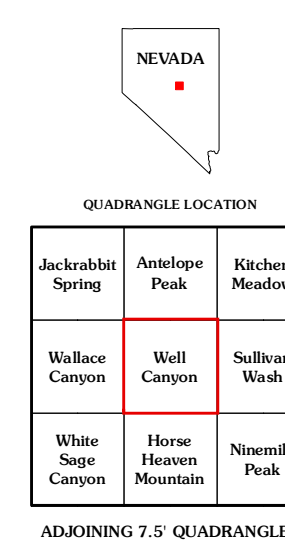 NEVADA
QUADRANGLE LOCATION
Jackrabbit
Spring
Antelope
Peak
Kitchen
Meadow
Wallace
Canyon
Well
Canyon
Sullivan
Wash
White
Sage
Canyon
Horse
Heaven
Mountain
Ninemile
Peak
ADJOINING 7.5' QUADRANGLE